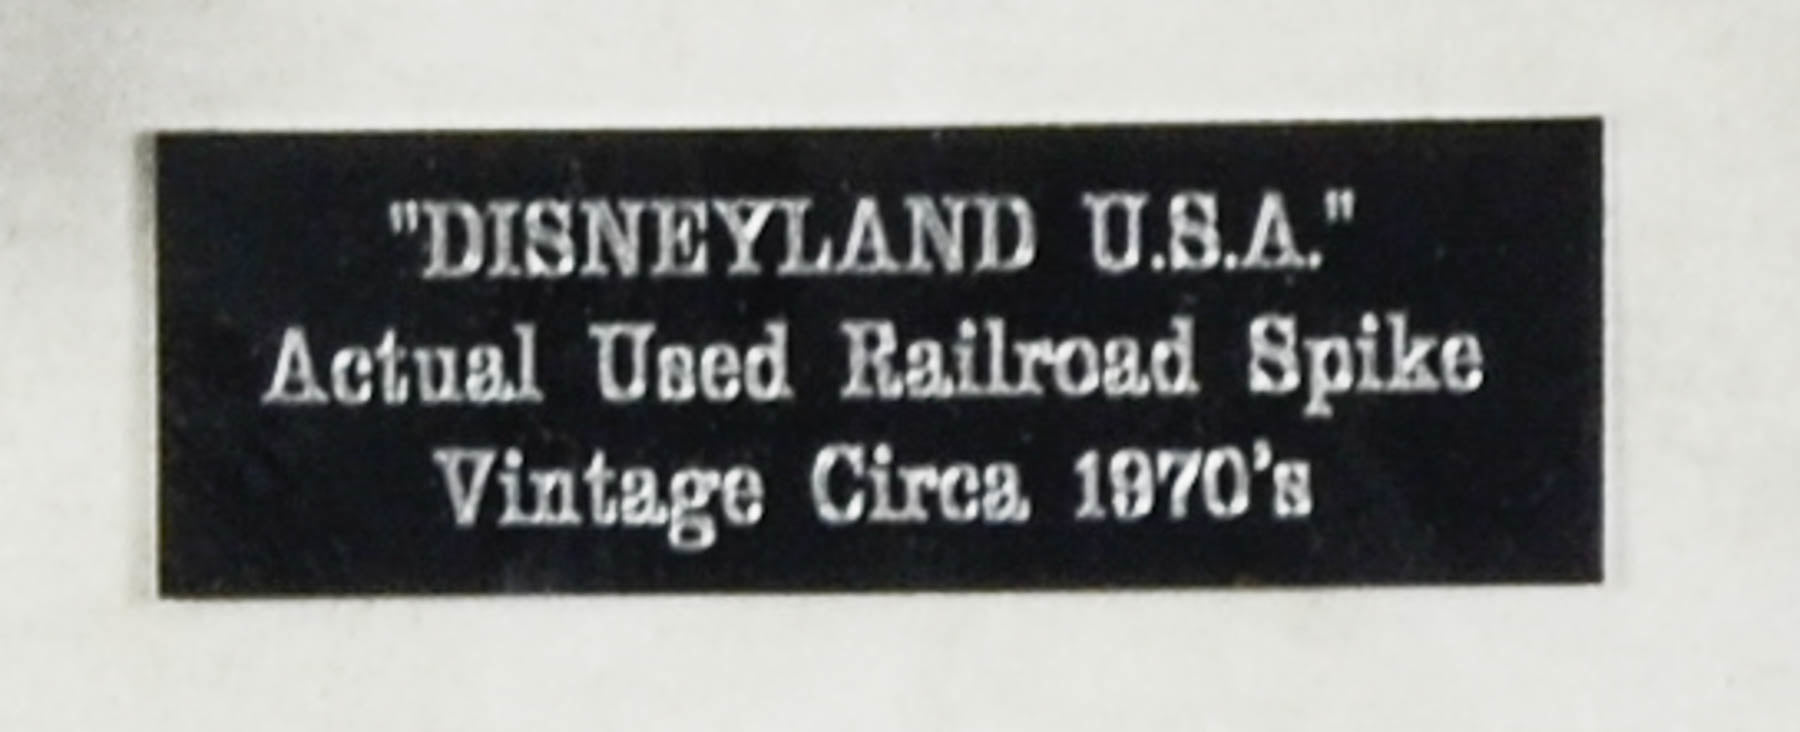 "DISNEYLAND U.S.A."
Actual Used Railroad Spike
Vintage Circa 1970's